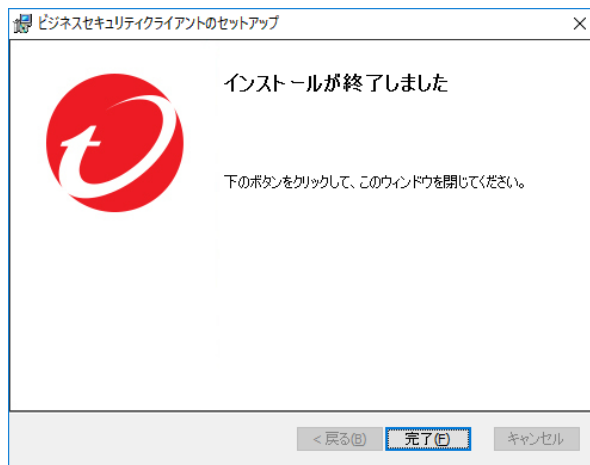 ビジネスセキュリティクライアントのセットアップ
インストールが終了しました
下のボタンをクリックして、このウィンドウを閉じてください。
< 戻る(B) 完了(F) キャンセル